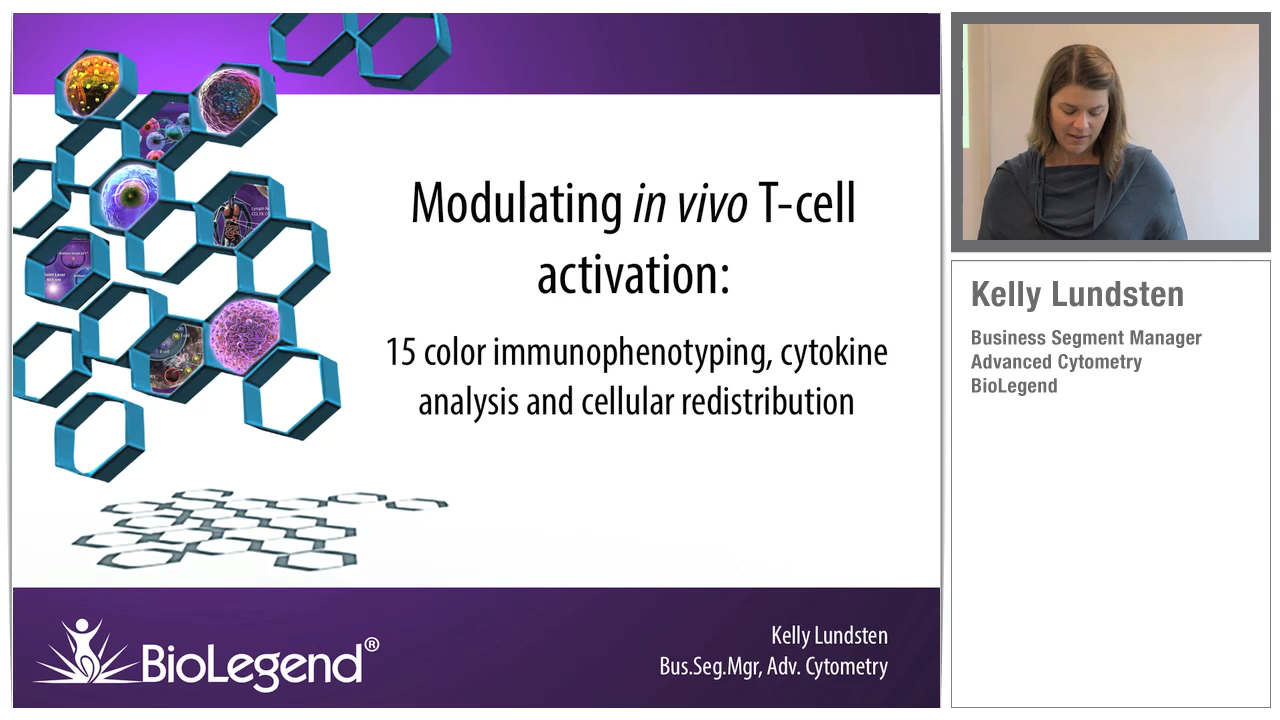 Modulating in vivo T-cell
activation:
15 color immunophenotyping, cytokine
analysis and cellular redistribution
BioLegend®
Kelly Lundsten
Bus.Seg.Mgr, Adv. Cytometry
Kelly Lundsten
Business Segment Manager
Advanced Cytometry
BioLegend